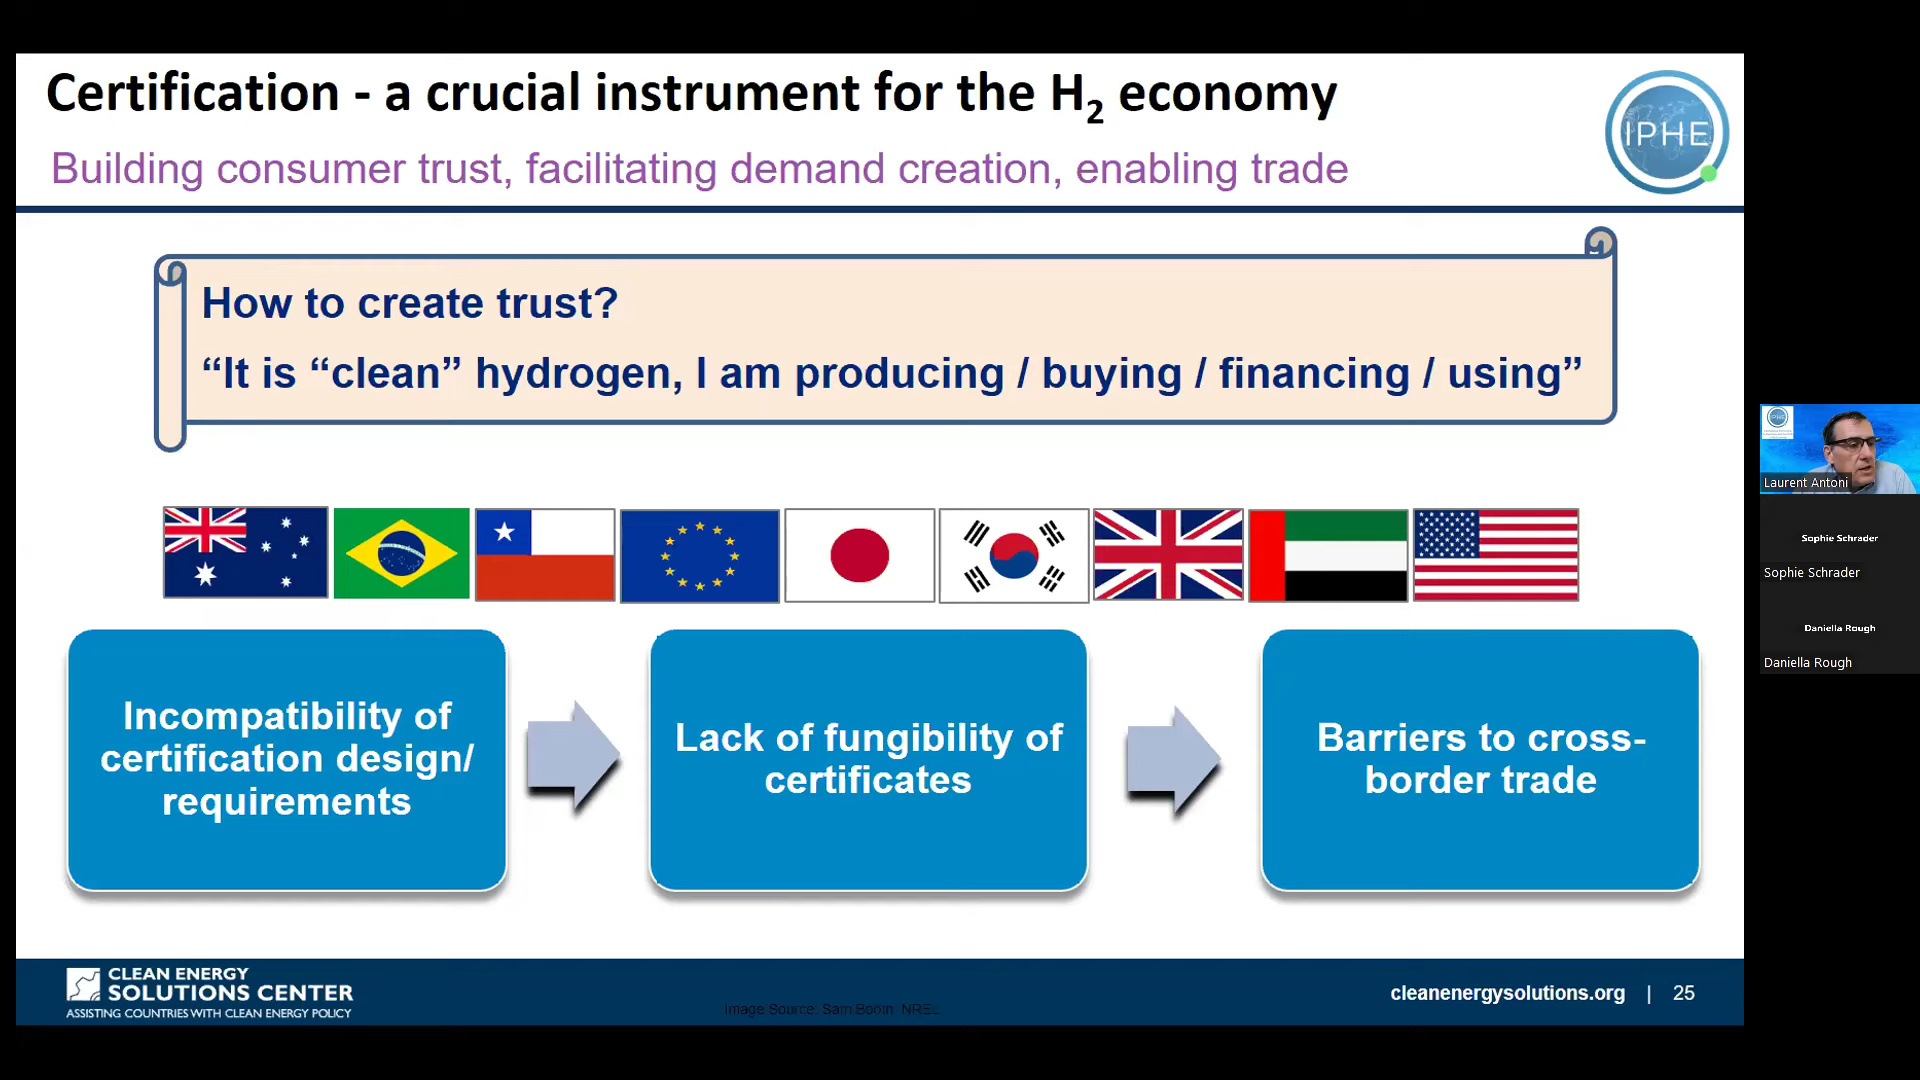 Certification - a crucial instrument for the H2 economy
Building consumer trust, facilitating demand creation, enabling trade
IPHE
How to create trust?
“It is “clean” hydrogen, I am producing / buying / financing / using”
Incompatibility of
certification design/
requirements
Lack of fungibility of
certificates
Barriers to cross-
border trade
CLEAN ENERGY
SOLUTIONS CENTER
ASSISTING COUNTRIES WITH CLEAN ENERGY POLICY
Image Source: Sam Booth, NREL
cleanenergysolutions.org | 25
IPHE
Laurent Antoni
Sophie Schrader
Sophie Schrader
Daniella Rough
Daniella Rough